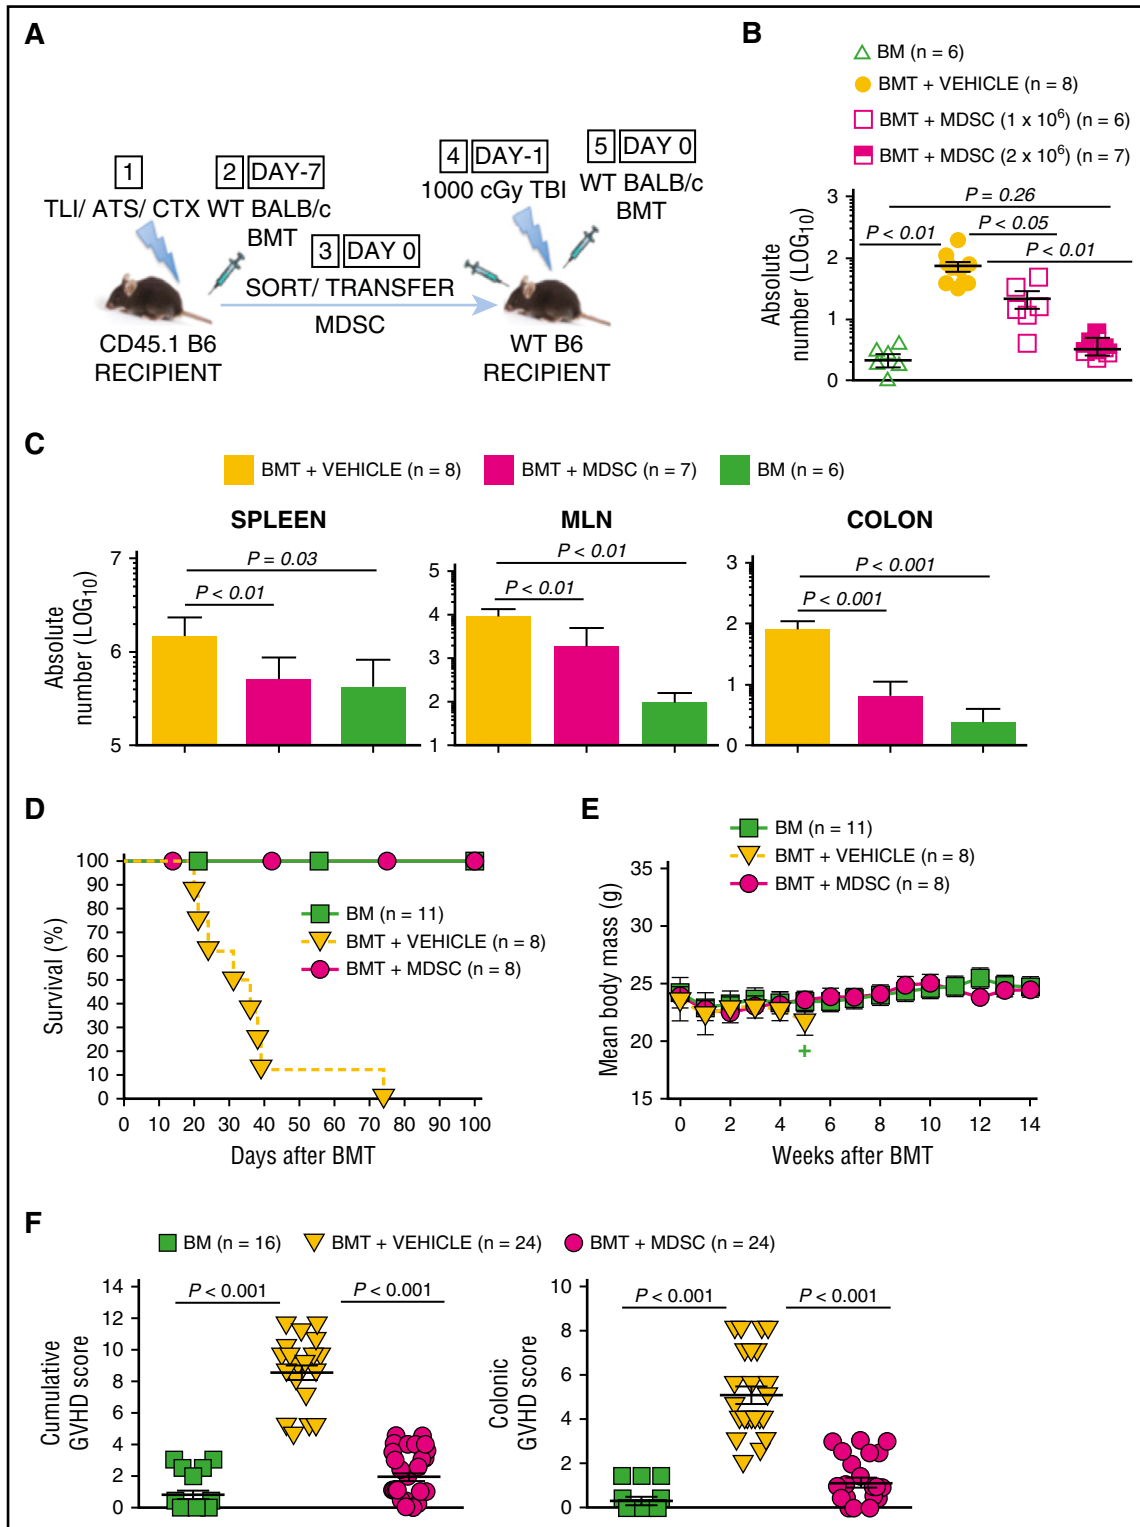 A
1
2 DAY-7
TLI/ ATS/ CTX WT BALB/c
BMT
3 DAY 0
SORT/ TRANSFER
MDSC
CD45.1 B6
RECIPIENT
4 DAY-1
1000 cGy TBI
5 DAY 0
WT BALB/c
BMT
WT B6
RECIPIENT
B
BM (n = 6)
BMT + VEHICLE (n = 8)
BMT + MDSC (1 x 10⁶) (n = 6)
BMT + MDSC (2 x 10⁶) (n = 7)
Absolute
number (LOG₁₀)
3
2
1
0
P = 0.26
P < 0.01
P < 0.05
P < 0.01
C
BMT + VEHICLE (n = 8)
BMT + MDSC (n = 7)
BM (n = 6)
SPLEEN
Absolute
number (LOG₁₀)
7
6
5
P = 0.03
P < 0.01
MLN
5
4
3
2
1
P < 0.01
P < 0.01
COLON
3
2
1
0
P < 0.001
P < 0.001
D
Survival (%)
100
90
80
70
60
50
40
30
20
10
0
BM (n = 11)
BMT + VEHICLE (n = 8)
BMT + MDSC (n = 8)
0 10 20 30 40 50 60 70 80 90 100
Days after BMT
E
BM (n = 11)
BMT + VEHICLE (n = 8)
BMT + MDSC (n = 8)
Mean body mass (g)
35
30
25
20
15
+
0 2 4 6 8 10 12 14
Weeks after BMT
F
BM (n = 16)
BMT + VEHICLE (n = 24)
BMT + MDSC (n = 24)
Cumulative
GVHD score
14
12
10
8
6
4
2
0
P < 0.001
P < 0.001
Colonic
GVHD score
10
8
6
4
2
0
P < 0.001
P < 0.001